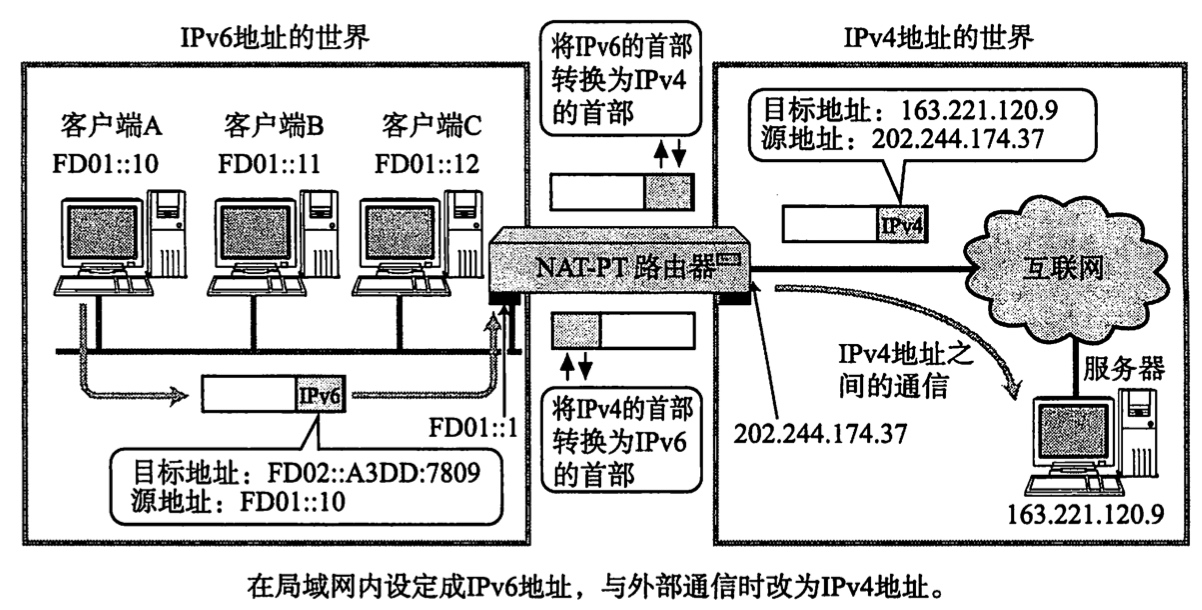 IPv6地址的世界
客户端A
FD01::10
客户端B
FD01::11
客户端C
FD01::12
IPv6
目标地址：FD02::A3DD:7809
源地址：FD01::10
FD01::1
将IPv6的首部
转换为IPv4
的首部
NAT-PT 路由器
将IPv4的首部
转换为IPv6
的首部
IPv4地址的世界
目标地址：163.221.120.9
源地址：202.244.174.37
IPv4
互联网
IPv4地址之
间的通信
202.244.174.37
服务器
163.221.120.9
在局域网内设定成IPv6地址，与外部通信时改为IPv4地址。